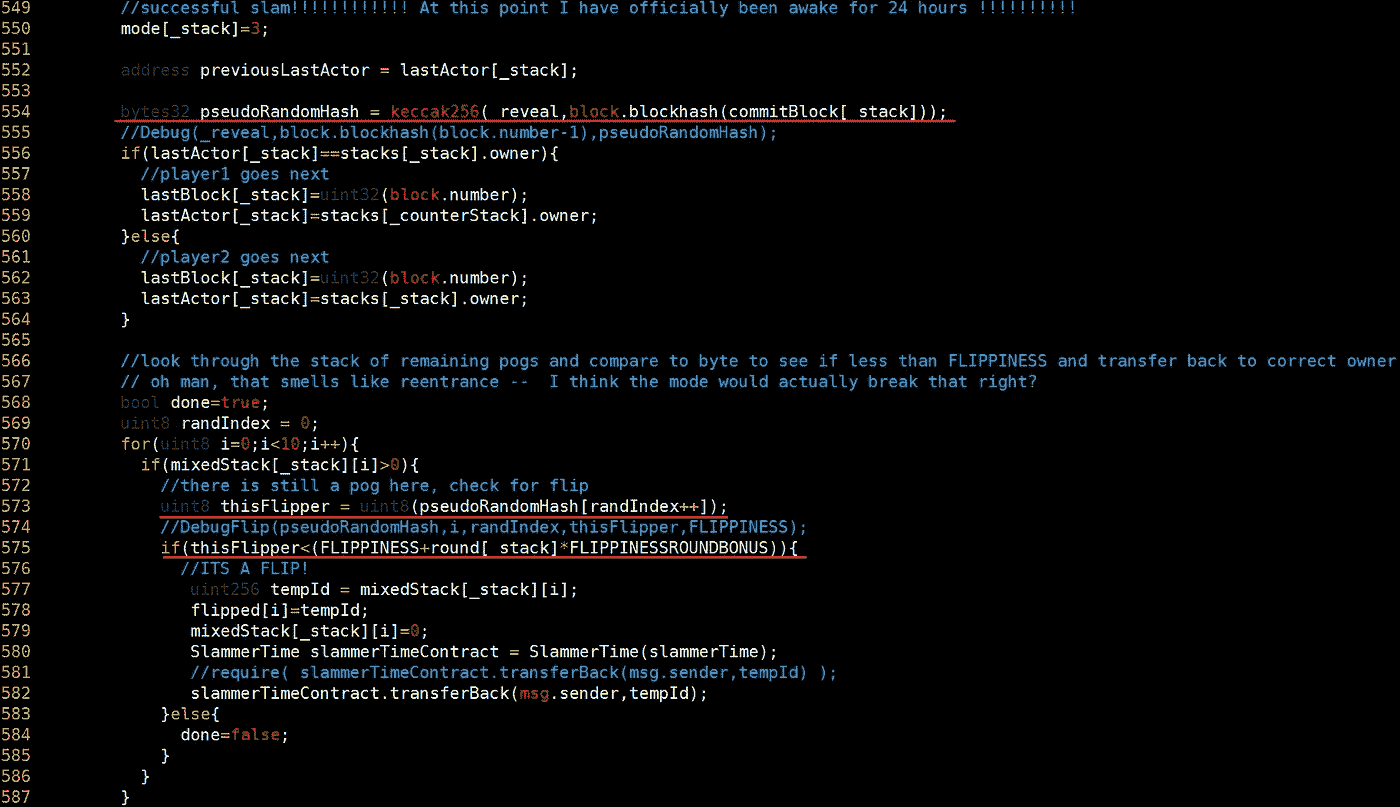 549 //successful slam!!!!!!!!!!!! At this point I have officially been awake for 24 hours !!!!!!!!!!
550 mode[_stack]=3;
551
552 address previousLastActor = lastActor[_stack];
553
554 bytes32 pseudoRandomHash = keccak256(_reveal,block.blockhash(commitBlock[_stack]));
555 //Debug(_reveal,block.blockhash(block.number-1),pseudoRandomHash);
556 if(lastActor[_stack]==stacks[_stack].owner){
557 //player1 goes next
558 lastBlock[_stack]=uint32(block.number);
559 lastActor[_stack]=stacks[_counterStack].owner;
560 }else{
561 //player2 goes next
562 lastBlock[_stack]=uint32(block.number);
563 lastActor[_stack]=stacks[_stack].owner;
564 }
565
566 //look through the stack of remaining pogs and compare to byte to see if less than FLIPPINESS and transfer back to correct owner
567 // oh man, that smells like reentrance --  I think the mode would actually break that right?
568 bool done=true;
569 uint8 randIndex = 0;
570 for(uint8 i=0;i<10;i++){
571 if(mixedStack[_stack][i]>0){
572 //there is still a pog here, check for flip
573 uint8 thisFlipper = uint8(pseudoRandomHash[randIndex++]);
574 //DebugFlip(pseudoRandomHash,i,randIndex,thisFlipper,FLIPPINESS);
575 if(thisFlipper<(FLIPPINESS+round[_stack]*FLIPPINESSROUNDBONUS)){
576 //ITS A FLIP!
577 uint256 tempId = mixedStack[_stack][i];
578 flipped[i]=tempId;
579 mixedStack[_stack][i]=0;
580 SlammerTime slammerTimeContract = SlammerTime(slammerTime);
581 //require( slammerTimeContract.transferBack(msg.sender,tempId) );
582 slammerTimeContract.transferBack(msg.sender,tempId);
583 }else{
584 done=false;
585 }
586 }
587 }